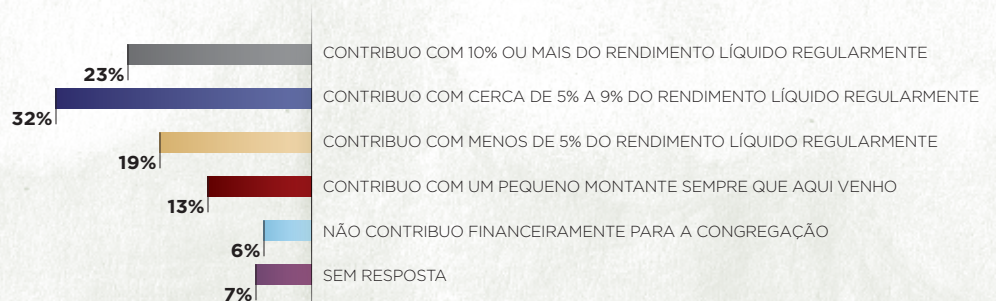 CONTRIBUO COM 10% OU MAIS DO RENDIMENTO LÍQUIDO REGULARMENTE
23%
CONTRIBUO COM CERCA DE 5% A 9% DO RENDIMENTO LÍQUIDO REGULARMENTE
32%
CONTRIBUO COM MENOS DE 5% DO RENDIMENTO LÍQUIDO REGULARMENTE
19%
CONTRIBUO COM UM PEQUENO MONTANTE SEMPRE QUE AQUI VENHO
13%
NÃO CONTRIBUO FINANCEIRAMENTE PARA A CONGREGAÇÃO
6%
SEM RESPOSTA
7%